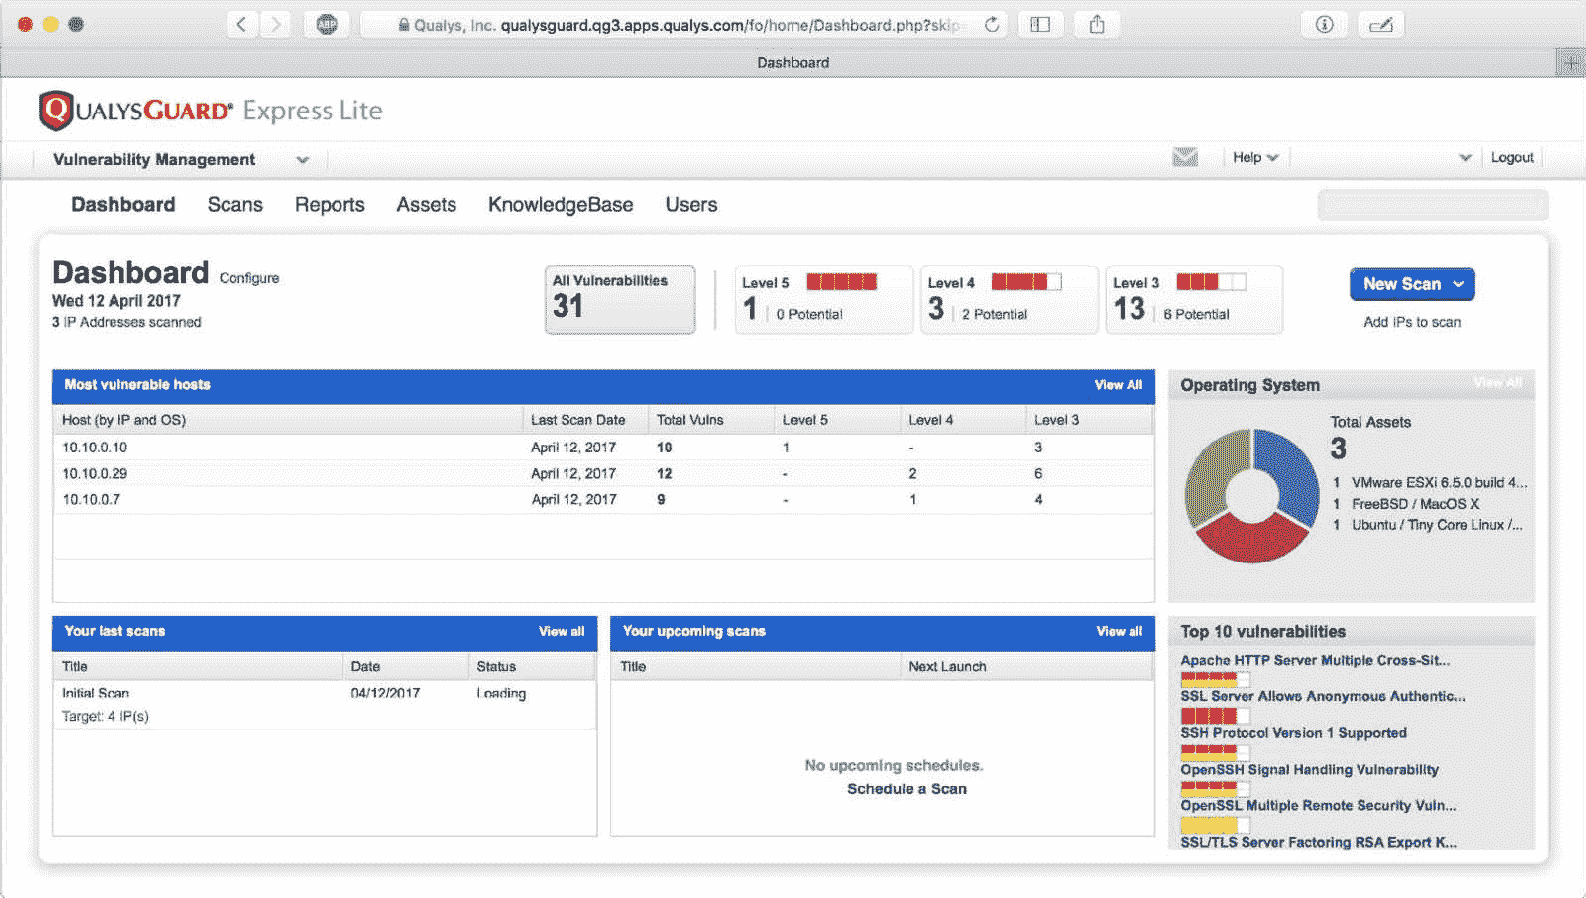 Qualys, Inc. qualysguard.qg3.apps.qualys.com/fo/home/Dashboard.php?skip=
ABP
Dashboard
QUALYSGUARD® Express Lite
Vulnerability Management
Help
Logout
Dashboard Scans Reports Assets KnowledgeBase Users
Dashboard Configure
Wed 12 April 2017
3 IP Addresses scanned
All Vulnerabilities
31
Level 5
1 0 Potential
Level 4
3 2 Potential
Level 3
13 6 Potential
New Scan
Add IPs to scan
Most vulnerable hosts View All
Host (by IP and OS) Last Scan Date Total Vulns Level 5 Level 4 Level 3
10.10.0.10 April 12, 2017 10 1 - 3
10.10.0.29 April 12, 2017 12 - 2 6
10.10.0.7 April 12, 2017 9 - 1 4
Operating System View All
Total Assets
3
1 VMware ESXi 6.5.0 build 4...
1 FreeBSD / MacOS X
1 Ubuntu / Tiny Core Linux /...
Your last scans View all
Title Date Status
Initial Scan 04/12/2017 Loading
Target: 4 IP(s)
Your upcoming scans View all
Title Next Launch
No upcoming schedules.
Schedule a Scan
Top 10 vulnerabilities
Apache HTTP Server Multiple Cross-Sit...
SSL Server Allows Anonymous Authentic...
SSH Protocol Version 1 Supported
OpenSSH Signal Handling Vulnerability
OpenSSL Multiple Remote Security Vuln...
SSL/TLS Server Factoring RSA Export K...